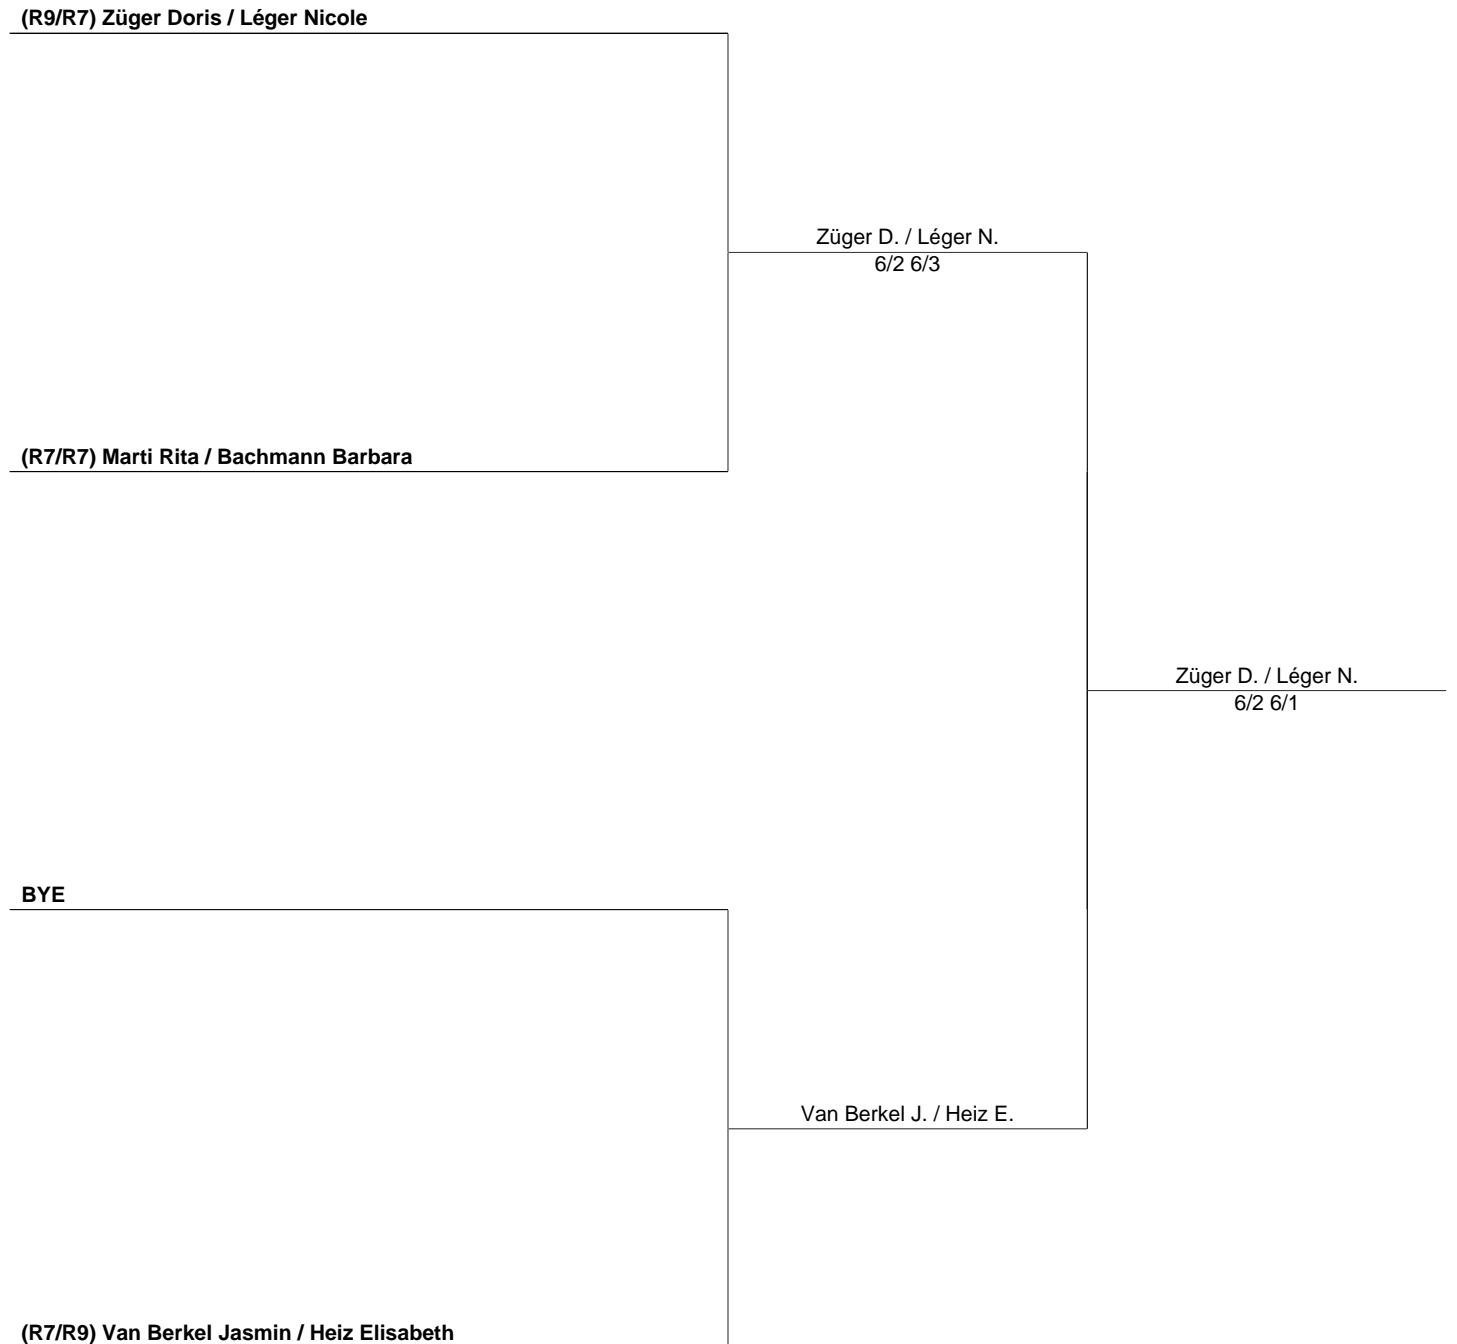 (R9/R7) Züger Doris / Léger Nicole
Züger D. / Léger N.
6/2 6/3
(R7/R7) Marti Rita / Bachmann Barbara
Züger D. / Léger N.
6/2 6/1
BYE
Van Berkel J. / Heiz E.
(R7/R9) Van Berkel Jasmin / Heiz Elisabeth